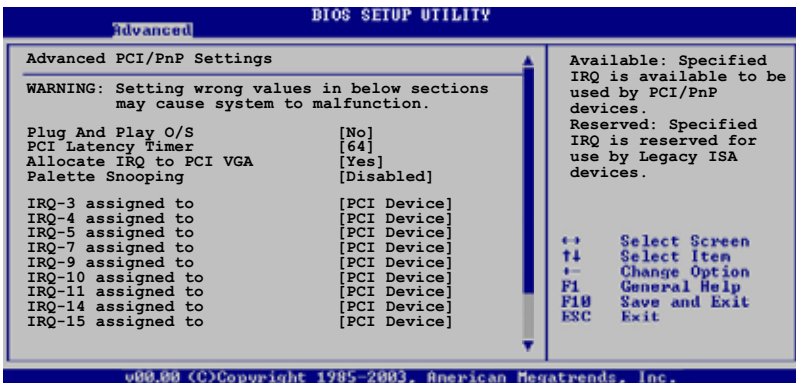 BIOS SETUP UTILITY
Advanced
Advanced PCI/PnP Settings
WARNING: Setting wrong values in below sections
may cause system to malfunction.
Plug And Play O/S [No]
PCI Latency Timer [64]
Allocate IRQ to PCI VGA [Yes]
Palette Snooping [Disabled]
IRQ-3 assigned to [PCI Device]
IRQ-4 assigned to [PCI Device]
IRQ-5 assigned to [PCI Device]
IRQ-7 assigned to [PCI Device]
IRQ-9 assigned to [PCI Device]
IRQ-10 assigned to [PCI Device]
IRQ-11 assigned to [PCI Device]
IRQ-14 assigned to [PCI Device]
IRQ-15 assigned to [PCI Device]
Available: Specified
IRQ is available to be
used by PCI/PnP
devices.
Reserved: Specified
IRQ is reserved for
use by Legacy ISA
devices.
↔ Select Screen
↑↓ Select Item
+- Change Option
F1 General Help
F10 Save and Exit
ESC Exit
v00.00 (C)Copyright 1985-2003, American Megatrends, Inc.